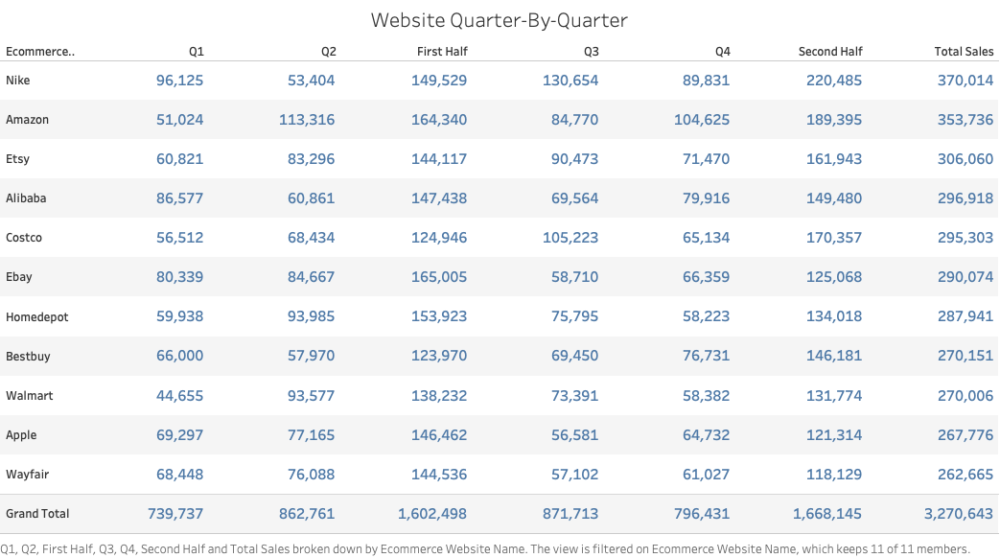 Website Quarter-By-Quarter
Ecommerce.. Q1 Q2 First Half Q3 Q4 Second Half Total Sales
Nike 96,125 53,404 149,529 130,654 89,831 220,485 370,014
Amazon 51,024 113,316 164,340 84,770 104,625 189,395 353,736
Etsy 60,821 83,296 144,117 90,473 71,470 161,943 306,060
Alibaba 86,577 60,861 147,438 69,564 79,916 149,480 296,918
Costco 56,512 68,434 124,946 105,223 65,134 170,357 295,303
Ebay 80,339 84,667 165,005 58,710 66,359 125,068 290,074
Homedepot 59,938 93,985 153,923 75,795 58,223 134,018 287,941
Bestbuy 66,000 57,970 123,970 69,450 76,731 146,181 270,151
Walmart 44,655 93,577 138,232 73,391 58,382 131,774 270,006
Apple 69,297 77,165 146,462 56,581 64,732 121,314 267,776
Wayfair 68,448 76,088 144,536 57,102 61,027 118,129 262,665
Grand Total 739,737 862,761 1,602,498 871,713 796,431 1,668,145 3,270,643
Q1, Q2, First Half, Q3, Q4, Second Half and Total Sales broken down by Ecommerce Website Name. The view is filtered on Ecommerce Website Name, which keeps 11 of 11 members.